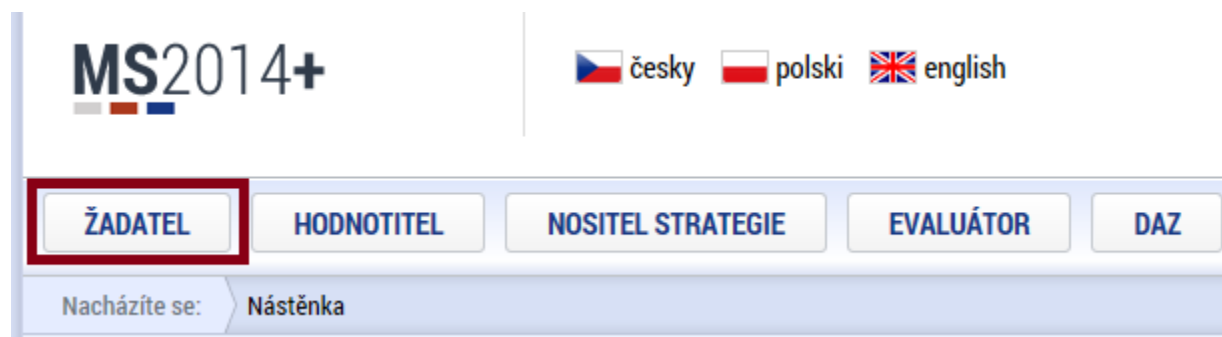 MS2014+
česky polski english
ŽADATEL HODNOTITEL NOSITEL STRATEGIE EVALUÁTOR DAZ
Nacházíte se: Nástěnka